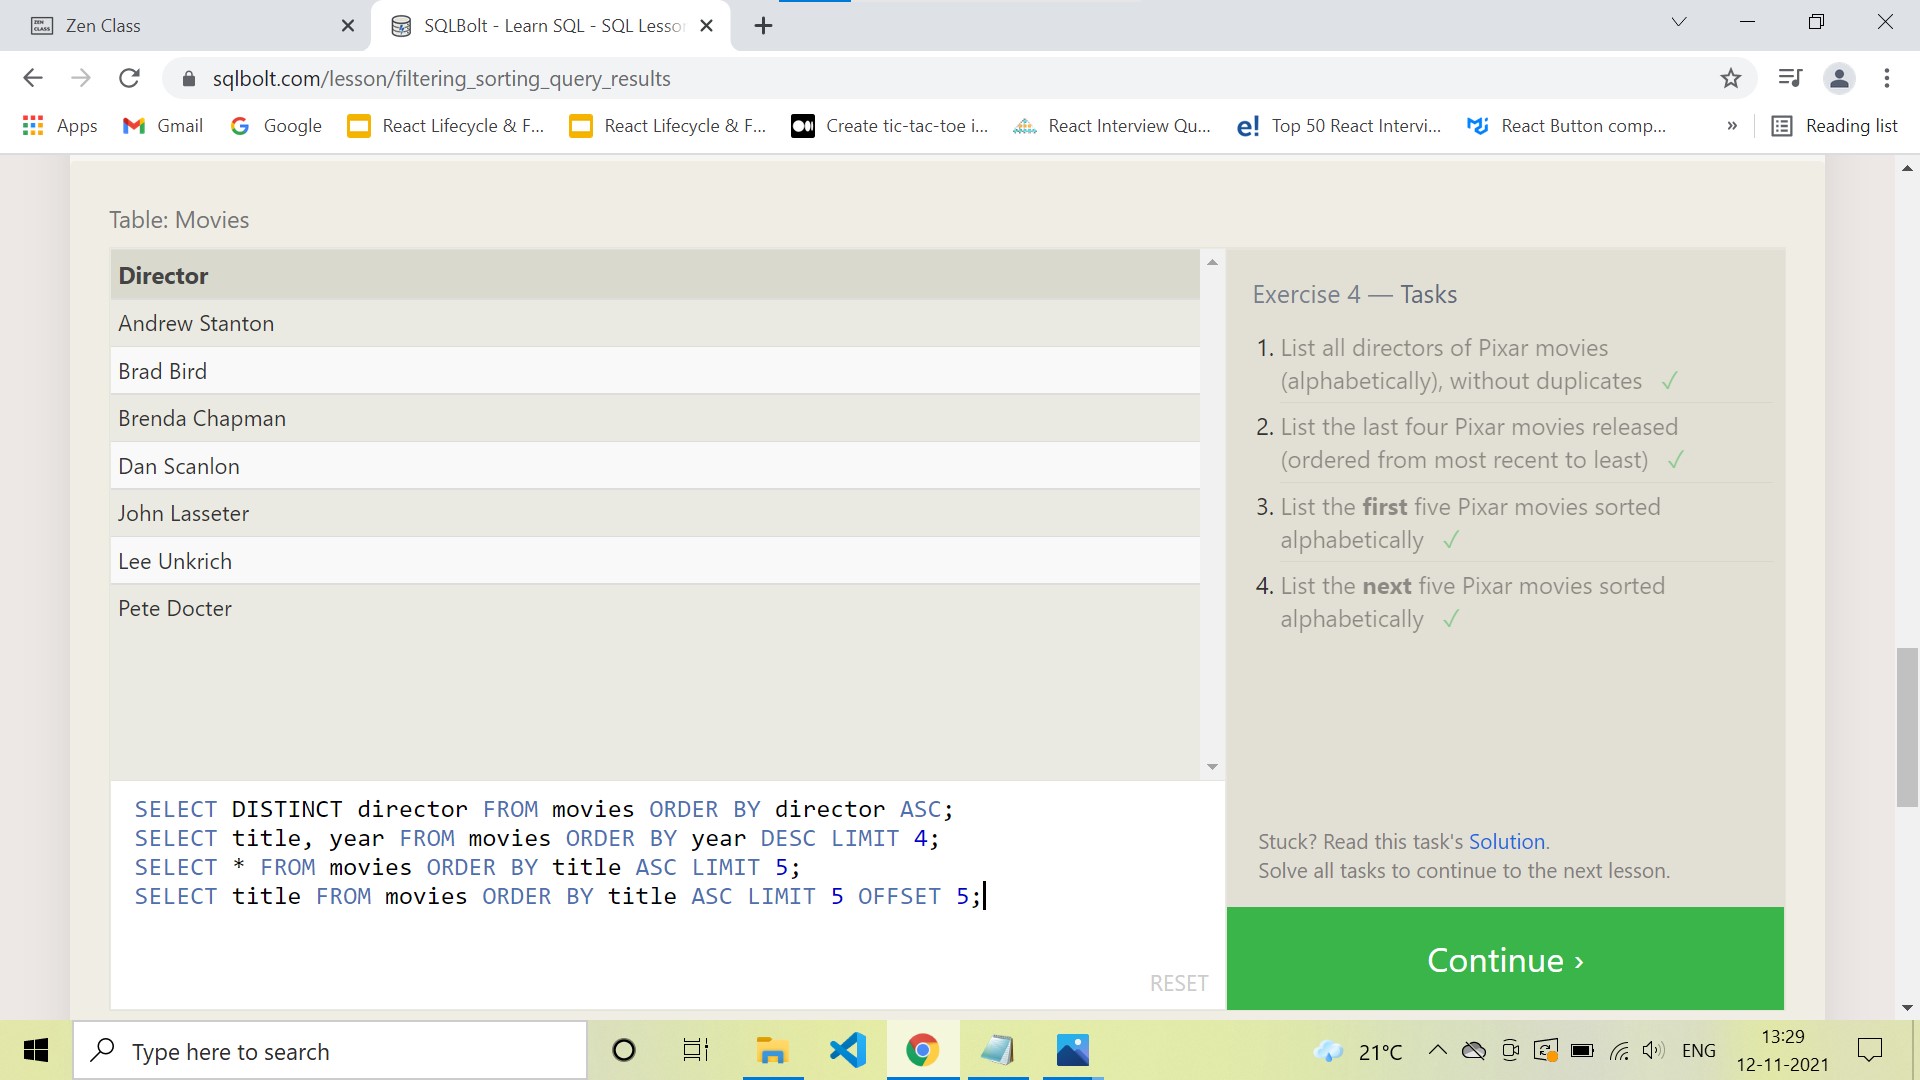 Zen Class
SQLBolt - Learn SQL - SQL Lesso
sqlbolt.com/lesson/filtering_sorting_query_results
Apps
Gmail
Google
React Lifecycle & F...
React Lifecycle & F...
Create tic-tac-toe i...
React Interview Qu...
e! Top 50 React Intervi...
React Button comp...
»
Reading list
Table: Movies
Director
Andrew Stanton
Brad Bird
Brenda Chapman
Dan Scanlon
John Lasseter
Lee Unkrich
Pete Docter
SELECT DISTINCT director FROM movies ORDER BY director ASC;
SELECT title, year FROM movies ORDER BY year DESC LIMIT 4;
SELECT * FROM movies ORDER BY title ASC LIMIT 5;
SELECT title FROM movies ORDER BY title ASC LIMIT 5 OFFSET 5;
RESET
Exercise 4 — Tasks
1. List all directors of Pixar movies
(alphabetically), without duplicates ✓
2. List the last four Pixar movies released
(ordered from most recent to least) ✓
3. List the first five Pixar movies sorted
alphabetically ✓
4. List the next five Pixar movies sorted
alphabetically ✓
Stuck? Read this task's Solution.
Solve all tasks to continue to the next lesson.
Continue ›
Type here to search
21°C
ENG
13:29
12-11-2021